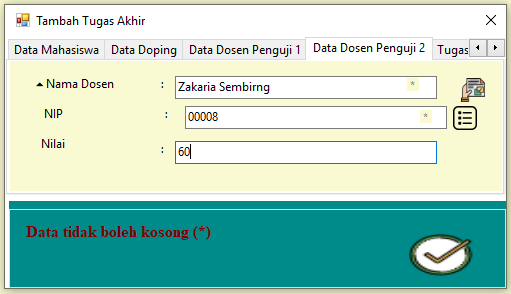 Tambah Tugas Akhir
Data Mahasiswa Data Doping Data Dosen Penguji 1 Data Dosen Penguji 2 Tugas
Nama Dosen : Zakaria Sembirng *
NIP : 00008 *
Nilai : 60
Data tidak boleh kosong (*)